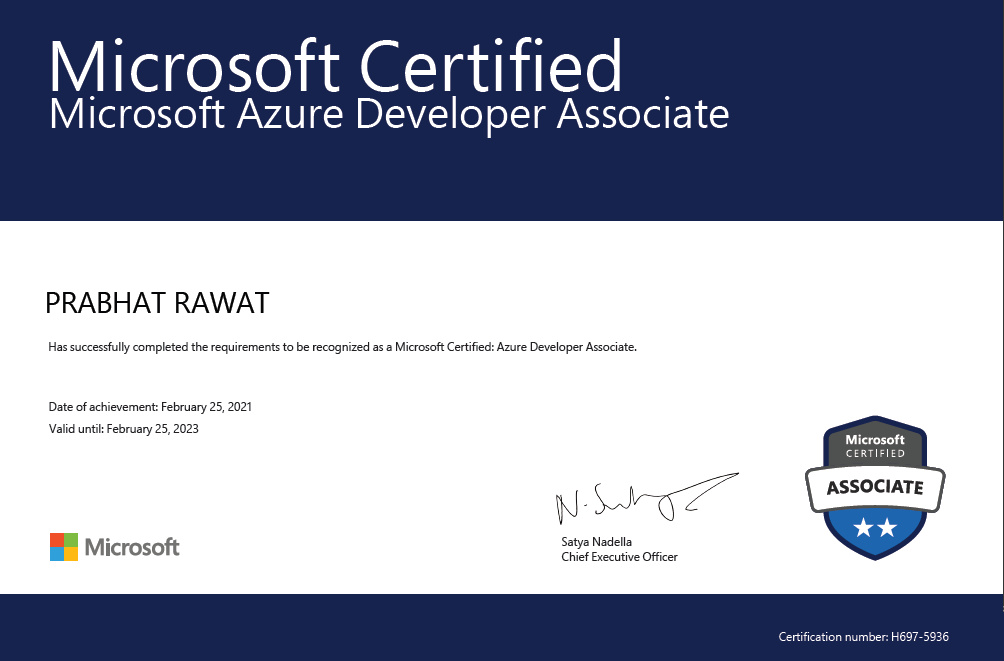 Microsoft Certified
Microsoft Azure Developer Associate
PRABHAT RAWAT
Has successfully completed the requirements to be recognized as a Microsoft Certified: Azure Developer Associate.
Date of achievement: February 25, 2021
Valid until: February 25, 2023
Microsoft
CERTIFIED
ASSOCIATE
Satya Nadella
Chief Executive Officer
Microsoft
Certification number: H697-5936